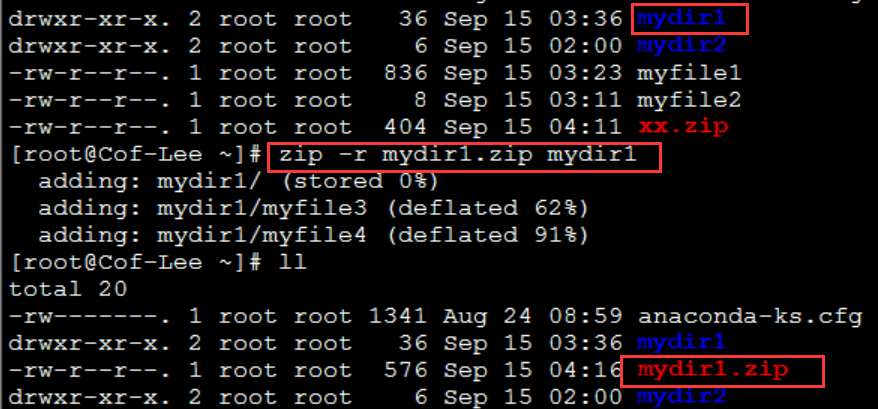 drwxr-xr-x. 2 root root   36 Sep 15 03:36 mydir1
drwxr-xr-x. 2 root root    6 Sep 15 02:00 mydir2
-rw-r--r--. 1 root root  836 Sep 15 03:23 myfile1
-rw-r--r--. 1 root root    8 Sep 15 03:11 myfile2
-rw-r--r--. 1 root root  404 Sep 15 04:11 xx.zip
[root@Cof-Lee ~]# zip -r mydir1.zip mydir1
  adding: mydir1/ (stored 0%)
  adding: mydir1/myfile3 (deflated 62%)
  adding: mydir1/myfile4 (deflated 91%)
[root@Cof-Lee ~]# ll
total 20
-rw-------. 1 root root 1341 Aug 24 08:59 anaconda-ks.cfg
drwxr-xr-x. 2 root root   36 Sep 15 03:36 mydir1
-rw-r--r--. 1 root root  576 Sep 15 04:16 mydir1.zip
drwxr-xr-x. 2 root root    6 Sep 15 02:00 mydir2